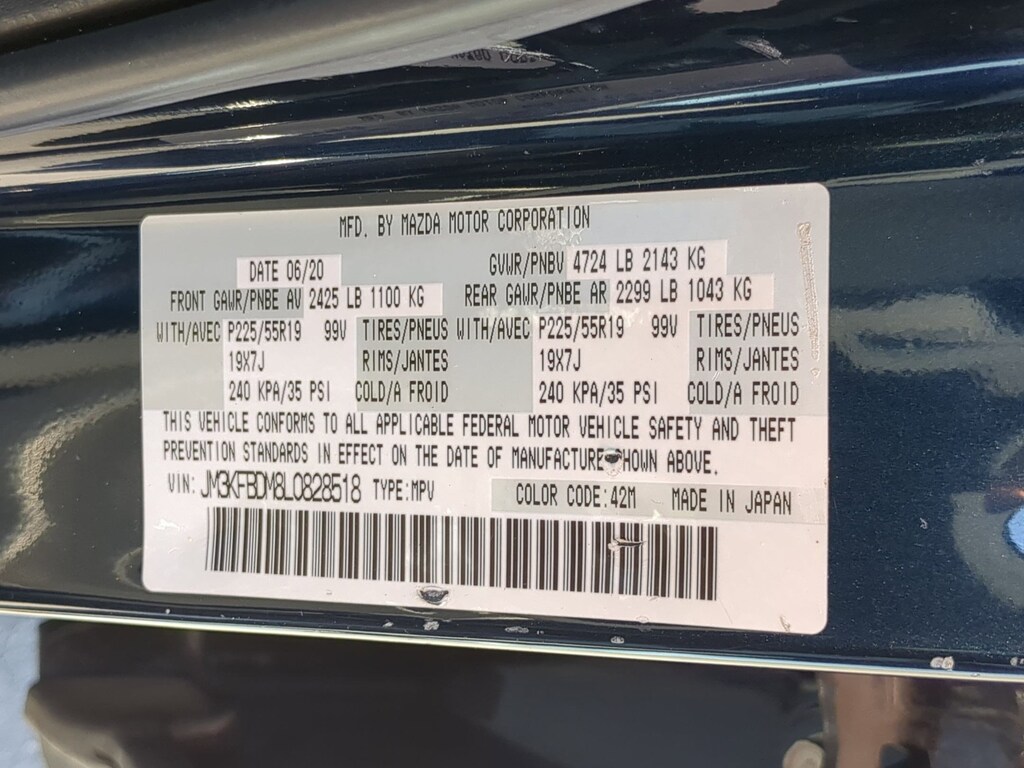 MFD. BY MAZDA MOTOR CORPORATION
DATE 06/20 GVWR/PNBV 4724 LB 2143 KG
FRONT GAWR/PNBE AV 2425 LB 1100 KG REAR GAWR/PNBE AR 2299 LB 1043 KG
WITH/AVEC P225/55R19 99V TIRES/PNEUS WITH/AVEC P225/55R19 99V TIRES/PNEUS
19X7J RIMS/JANTES 19X7J RIMS/JANTES
240 KPA/35 PSI COLD/A FROID 240 KPA/35 PSI COLD/A FROID
THIS VEHICLE CONFORMS TO ALL APPLICABLE FEDERAL MOTOR VEHICLE SAFETY AND THEFT
PREVENTION STANDARDS IN EFFECT ON THE DATE OF MANUFACTURE SHOWN ABOVE.
VIN: JM3KFBDM8L0828518 TYPE:MPV COLOR CODE:42M MADE IN JAPAN